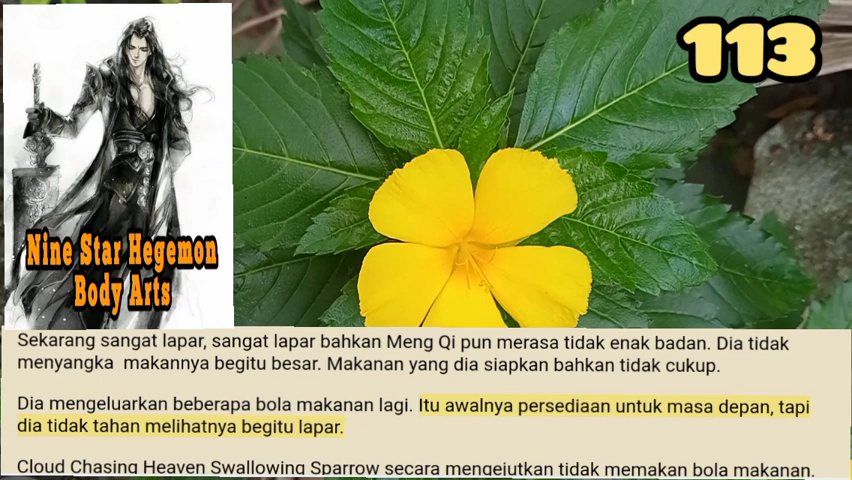 113
Nine Star Hegemon
Body Arts
Sekarang sangat lapar, sangat lapar bahkan Meng Qi pun merasa tidak enak badan. Dia tidak
menyangka makannya begitu besar. Makanan yang dia siapkan bahkan tidak cukup.
Dia mengeluarkan beberapa bola makanan lagi. Itu awalnya persediaan untuk masa depan, tapi
dia tidak tahan melihatnya begitu lapar.
Cloud Chasing Heaven Swallowing Sparrow secara mengejutkan tidak memakan bola makanan.